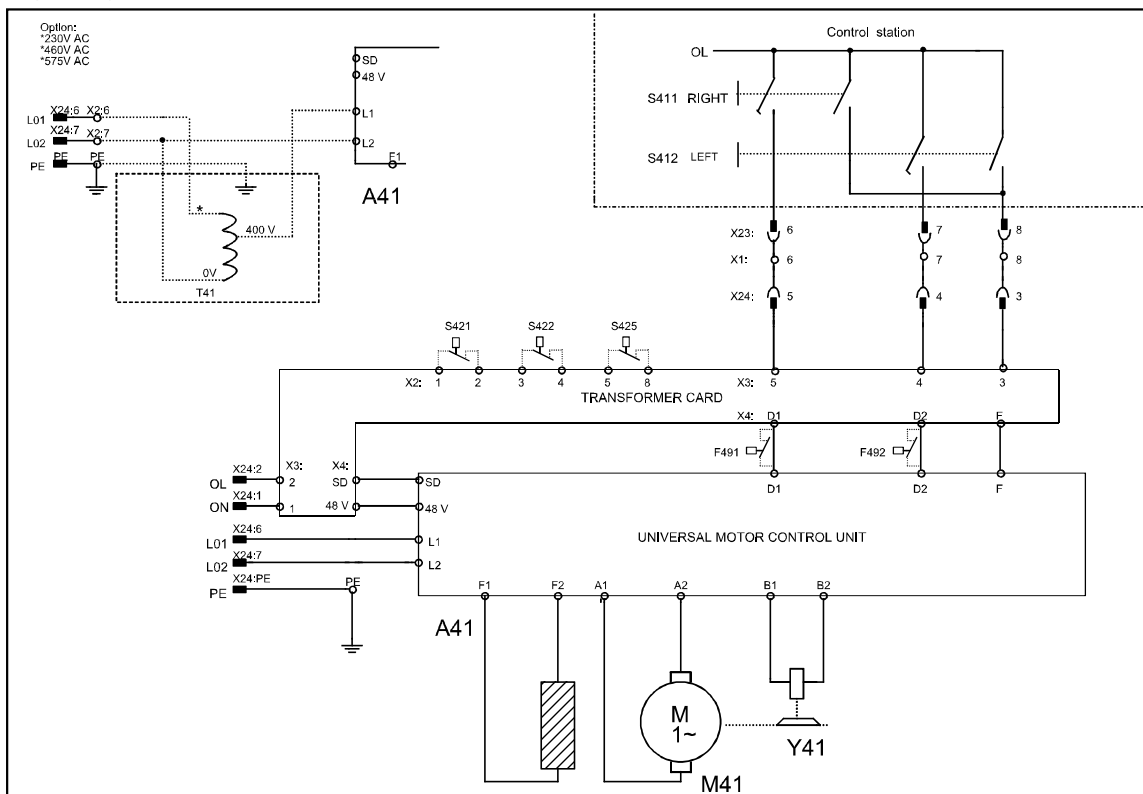 Option:
*230V AC
*460V AC
*575V AC
Control station
OL
SD
48 V
X24:6 X2:6
L01
L1
X24:7 X2:7
L02
L2
PE PE
PE
F1
A41
S411 RIGHT
S412 LEFT
*
400 V
0V
T41
X23: 6 7 8
X1: 6 7 8
X24: 5 4 3
S421 S422 S425
X2: 1 2 3 4 5 8 X3: 5 4 3
TRANSFORMER CARD
X4: D1 D2 F
F491 F492
X24:2 X3: X4:
OL 2 SD SD D1 D2 F
X24:1
ON 1 48 V 48 V
X24:6
L01 L1 UNIVERSAL MOTOR CONTROL UNIT
X24:7
L02 L2
X24:PE PE
PE
F1 F2 A1 A2 B1 B2
A41
M
1~
Y41
M41